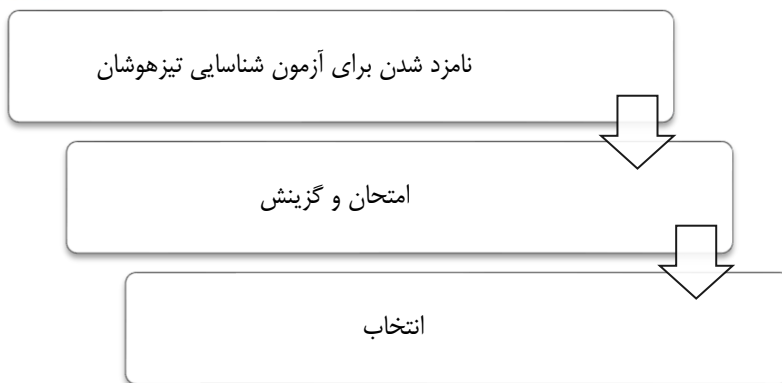 نامزد شدن برای آزمون شناسایی تیزهوشان
امتحان و گزینش
انتخاب